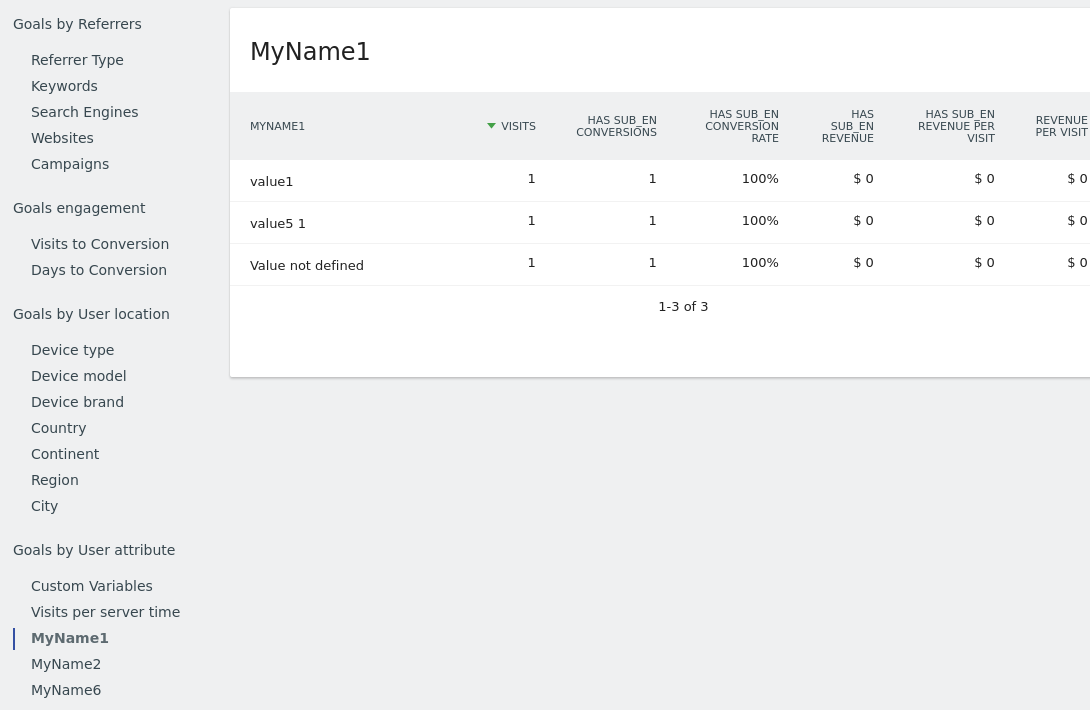 Goals by Referrers
Referrer Type
Keywords
Search Engines
Websites
Campaigns
Goals engagement
Visits to Conversion
Days to Conversion
Goals by User location
Device type
Device model
Device brand
Country
Continent
Region
City
Goals by User attribute
Custom Variables
Visits per server time
MyName1
MyName2
MyName6
MyName1
MYNAME1
VISITS
HAS SUB_EN
CONVERSIONS
HAS SUB_EN
CONVERSION
RATE
HAS
SUB_EN
REVENUE
HAS SUB_EN
REVENUE PER
VISIT
REVENUE
PER VISIT
value1 1 1 100% $ 0 $ 0 $ 0
value5 1 1 1 100% $ 0 $ 0 $ 0
Value not defined 1 1 100% $ 0 $ 0 $ 0
1-3 of 3